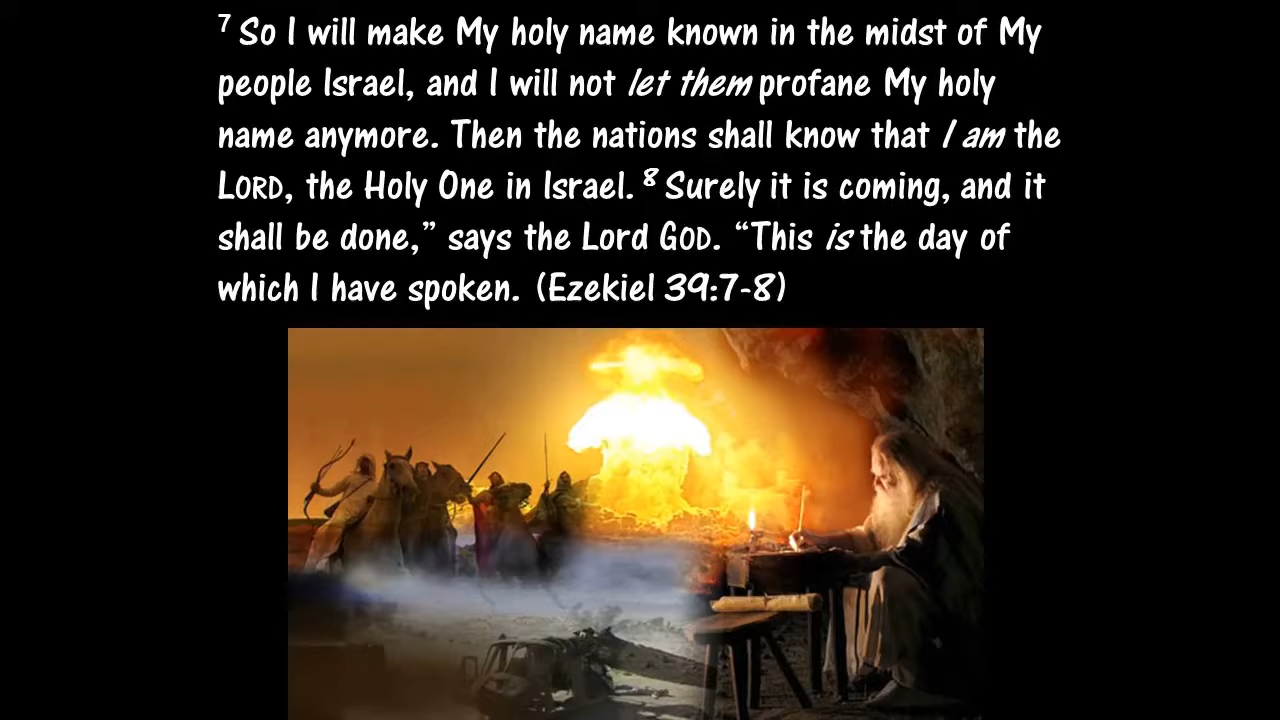 7 So I will make My holy name known in the midst of My
people Israel, and I will not let them profane My holy
name anymore. Then the nations shall know that I am the
LORD, the Holy One in Israel. 8 Surely it is coming, and it
shall be done,” says the Lord GOD. “This is the day of
which I have spoken. (Ezekiel 39:7-8)